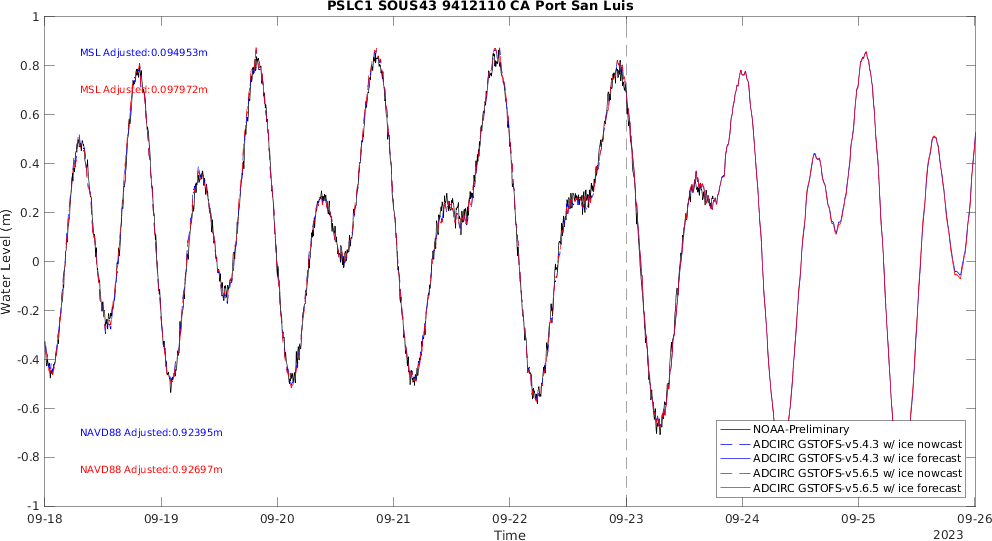 PSLC1 SOUS43 9412110 CA Port San Luis
1
0.8
0.6
0.4
0.2
0
-0.2
-0.4
-0.6
-0.8
-1
Water Level (m)
MSL Adjusted:0.094953m
MSL Adjusted:0.097972m
NAVD88 Adjusted:0.92395m
NAVD88 Adjusted:0.92697m
NOAA-Preliminary
ADCIRC GSTOFS-v5.4.3 w/ ice nowcast
ADCIRC GSTOFS-v5.4.3 w/ ice forecast
ADCIRC GSTOFS-v5.6.5 w/ ice nowcast
ADCIRC GSTOFS-v5.6.5 w/ ice forecast
09-18 09-19 09-20 09-21 09-22 09-23 09-24 09-25 09-26
Time
2023